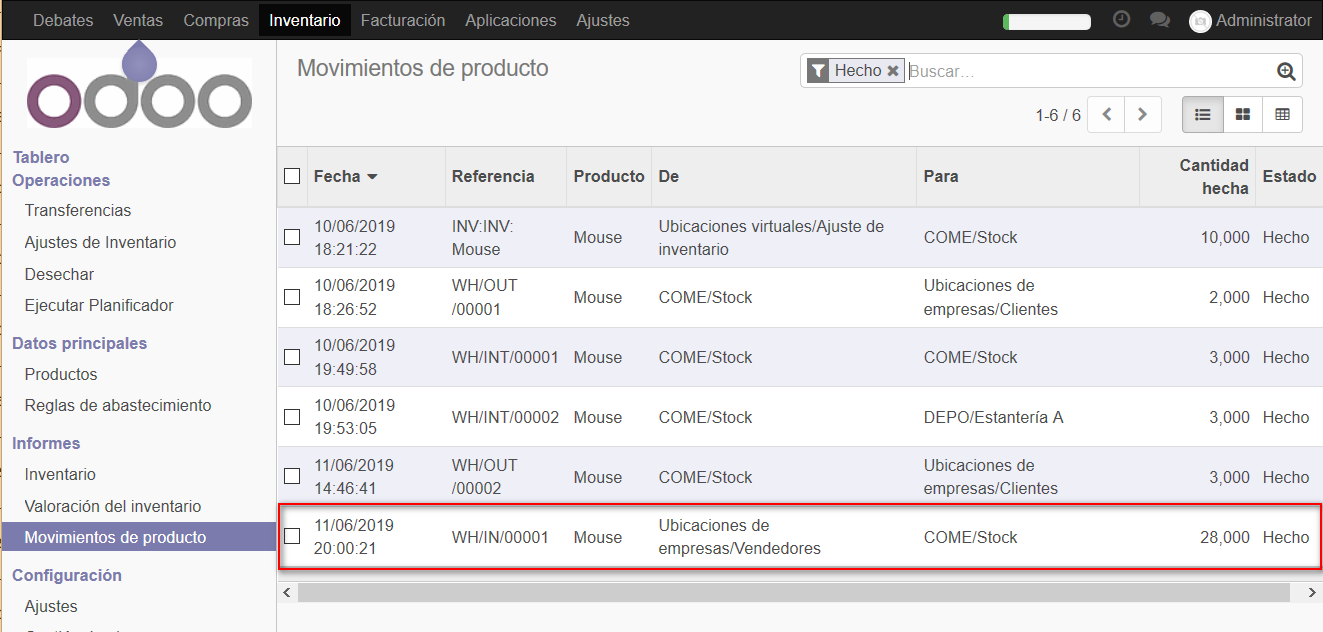 Debates Ventas Compras Inventario Facturación Aplicaciones Ajustes Administrator
odoo
Tablero
Operaciones
Transferencias
Ajustes de Inventario
Desechar
Ejecutar Planificador
Datos principales
Productos
Reglas de abastecimiento
Informes
Inventario
Valoración del inventario
Movimientos de producto
Configuración
Ajustes
Movimientos de producto
Hecho Buscar...
1-6 / 6
Fecha Referencia Producto De Para Cantidad hecha Estado
10/06/2019 INV:INV: Ubicaciones virtuales/Ajuste de
18:21:22 Mouse Mouse inventario COME/Stock 10,000 Hecho
10/06/2019 WH/OUT Ubicaciones de
18:26:52 /00001 Mouse COME/Stock empresas/Clientes 2,000 Hecho
10/06/2019
19:49:58 WH/INT/00001 Mouse COME/Stock COME/Stock 3,000 Hecho
10/06/2019
19:53:05 WH/INT/00002 Mouse COME/Stock DEPO/Estantería A 3,000 Hecho
11/06/2019 WH/OUT Ubicaciones de
14:46:41 /00002 Mouse COME/Stock empresas/Clientes 3,000 Hecho
11/06/2019 Ubicaciones de
20:00:21 WH/IN/00001 Mouse empresas/Vendedores COME/Stock 28,000 Hecho